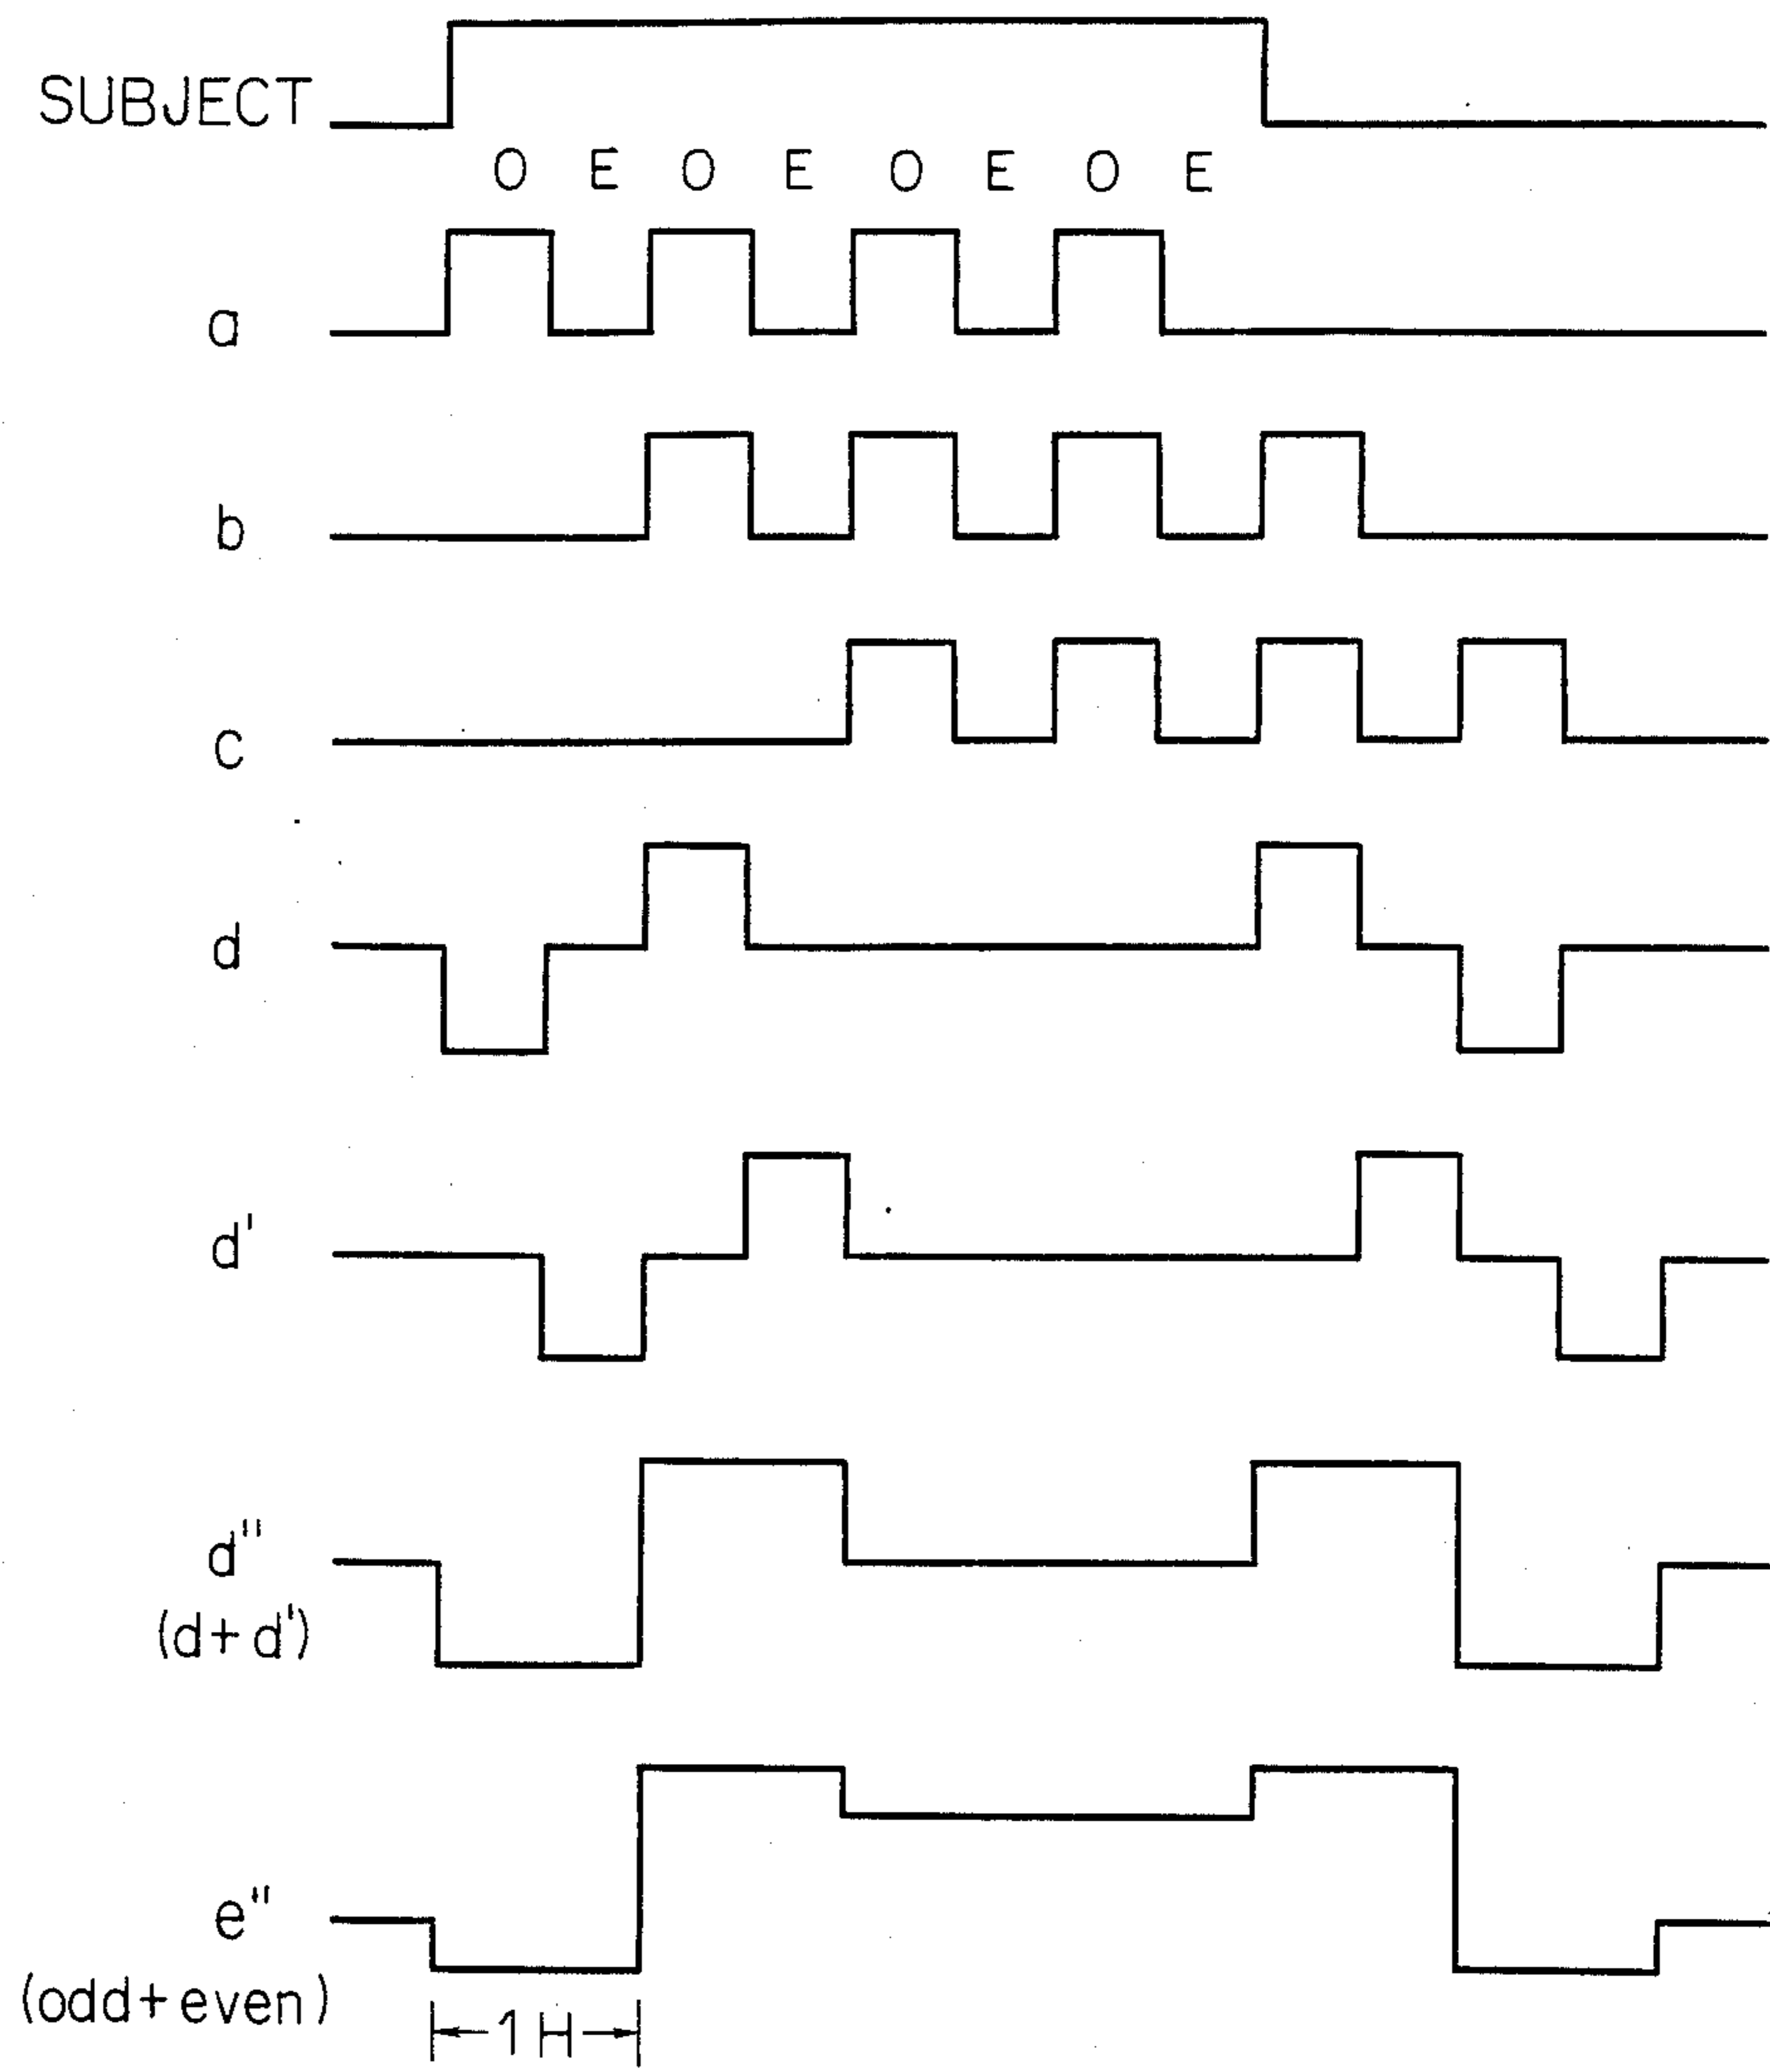 SUBJECT
O E O E O E O E
a
b
c
d
d'
d"
(d+d')
e"
(odd+even)
1H